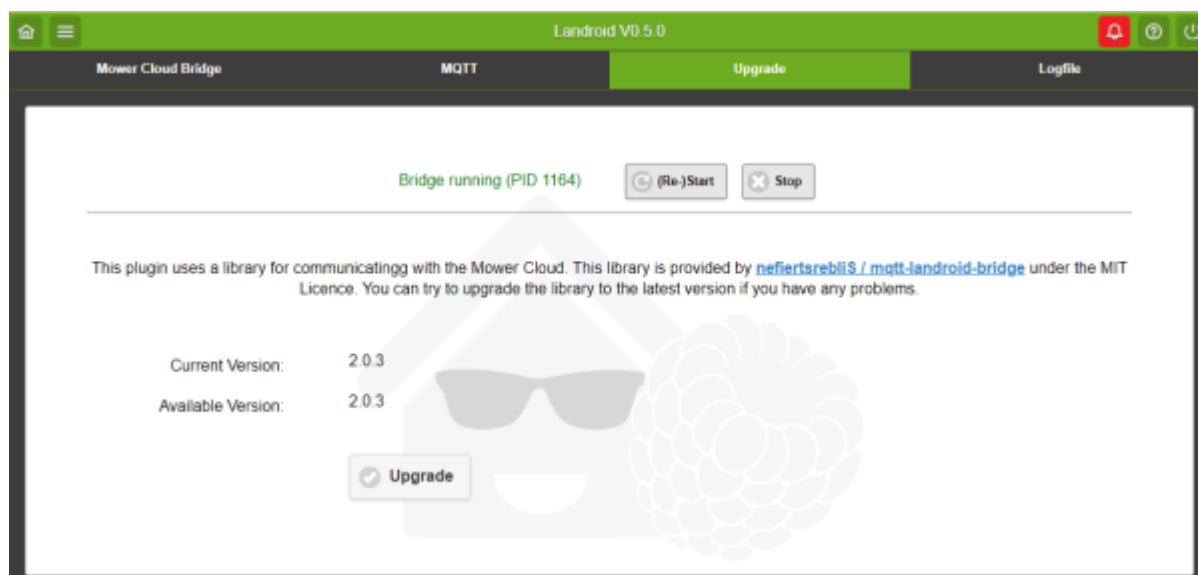 Landroid V0.5.0
Mower Cloud Bridge MQTT Upgrade Logfile
Bridge running (PID 1164) (Re-)Start Stop
This plugin uses a library for communicatingg with the Mower Cloud. This library is provided by nefiertsrebliS / mqtt-landroid-bridge under the MIT
Licence. You can try to upgrade the library to the latest version if you have any problems.
Current Version: 2.0.3
Available Version: 2.0.3
Upgrade